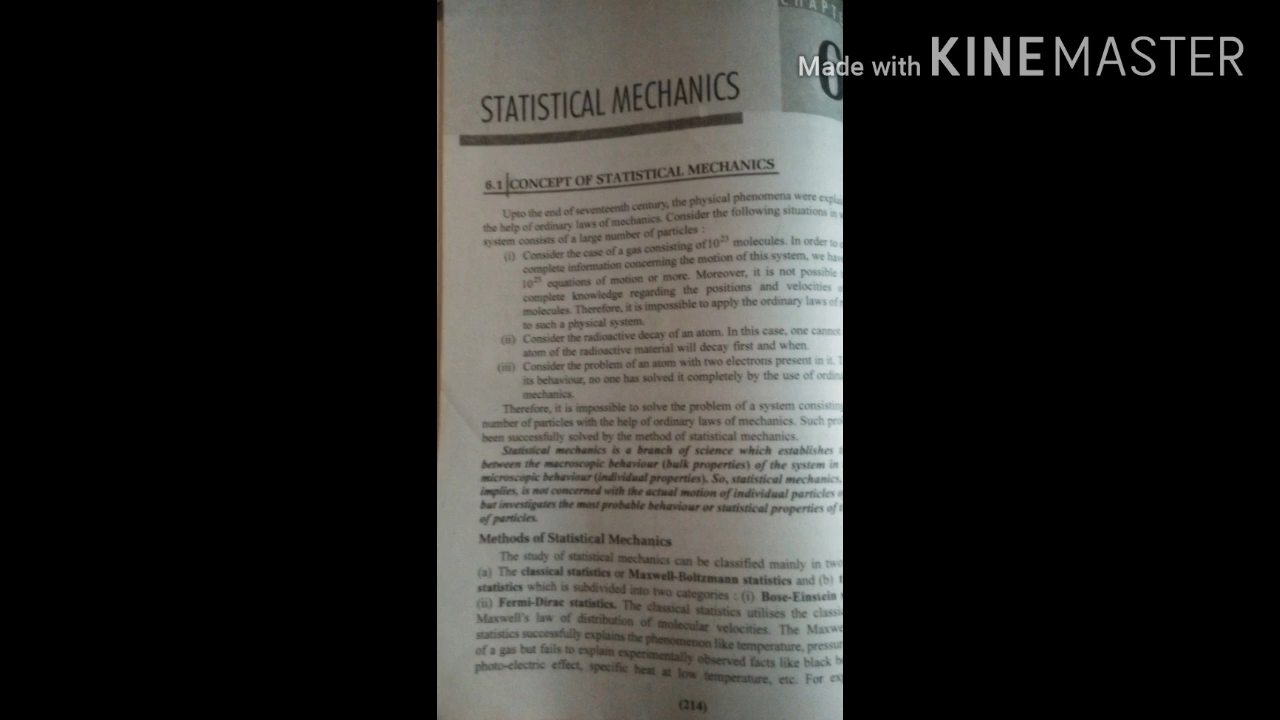 CHAPT
6
Made with KINEMASTER
STATISTICAL MECHANICS
6.1 CONCEPT OF STATISTICAL MECHANICS
Upto the end of seventeenth century, the physical phenomena were
the help of ordinary laws of mechanics. Consider the following situations in
system consists of a large number of particles :
(i) Consider the case of a gas consisting of 10²³ molecules. In order to
complete information concerning the motion of this system, we
10²³ equations of motion or more. Moreover, it is not possible
complete knowledge regarding the positions and velocities
molecules. Therefore, it is impossible to apply the ordinary laws of
to such a physical system.
(ii) Consider the radioactive decay of an atom. In this case, one
atom of the radioactive material will decay first and when.
(iii) Consider the problem of an atom with two electrons present in it.
its behaviour, no one has solved it completely by the use of
mechanics.
Therefore, it is impossible to solve the problem of a system
number of particles with the help of ordinary laws of mechanics. Such
been successfully solved by the method of statistical mechanics.
Statistical mechanics is a branch of science which establishes
between the macroscopic behaviour (bulk properties) of the system in
microscopic behaviour (individual properties). So, statistical mechanics,
implies, is not concerned with the actual motion of individual particles
but investigates the most probable behaviour or statistical properties of
of particles.
Methods of Statistical Mechanics
The study of statistical mechanics can be classified mainly in two
(a) The classical statistics or Maxwell-Boltzmann statistics and (b)
statistics which is subdivided into two categories : (i) Bose-Einstein
(ii) Fermi-Dirac statistics. The classical statistics utilises the
Maxwell's law of distribution of molecular velocities. The
statistics successfully explains the phenomenon like temperature,
of a gas but fails to explain experimentally observed facts like black
photo-electric effect, specific heat at low temperature, etc. For
(214)